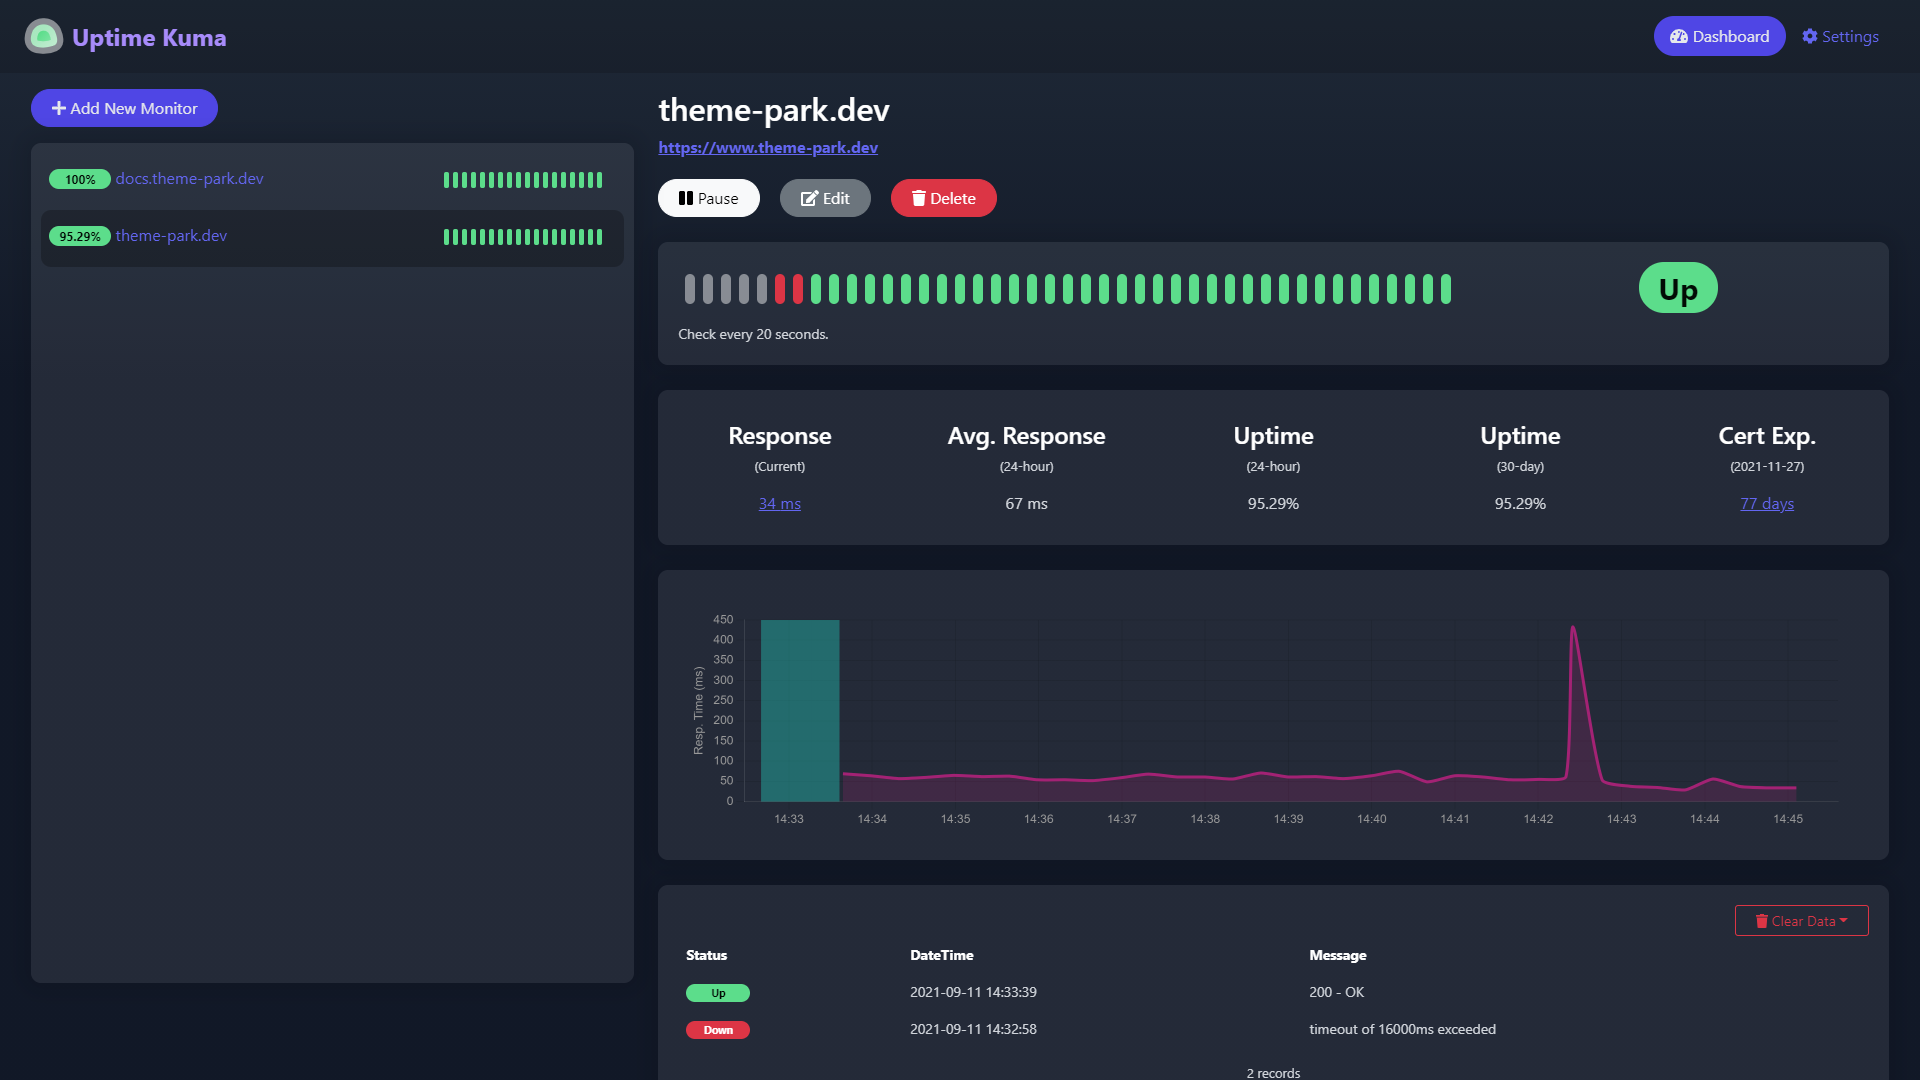 Uptime Kuma
Dashboard
Settings
Add New Monitor
100% docs.theme-park.dev
95.29% theme-park.dev
theme-park.dev
https://www.theme-park.dev
Pause
Edit
Delete
Up
Check every 20 seconds.
Response
(Current)
34 ms
Avg. Response
(24-hour)
67 ms
Uptime
(24-hour)
95.29%
Uptime
(30-day)
95.29%
Cert Exp.
(2021-11-27)
77 days
Resp. Time (ms)
450
400
350
300
250
200
150
100
50
0
14:33 14:34 14:35 14:36 14:37 14:38 14:39 14:40 14:41 14:42 14:43 14:44 14:45
Clear Data
Status DateTime Message
Up 2021-09-11 14:33:39 200 - OK
Down 2021-09-11 14:32:58 timeout of 16000ms exceeded
2 records